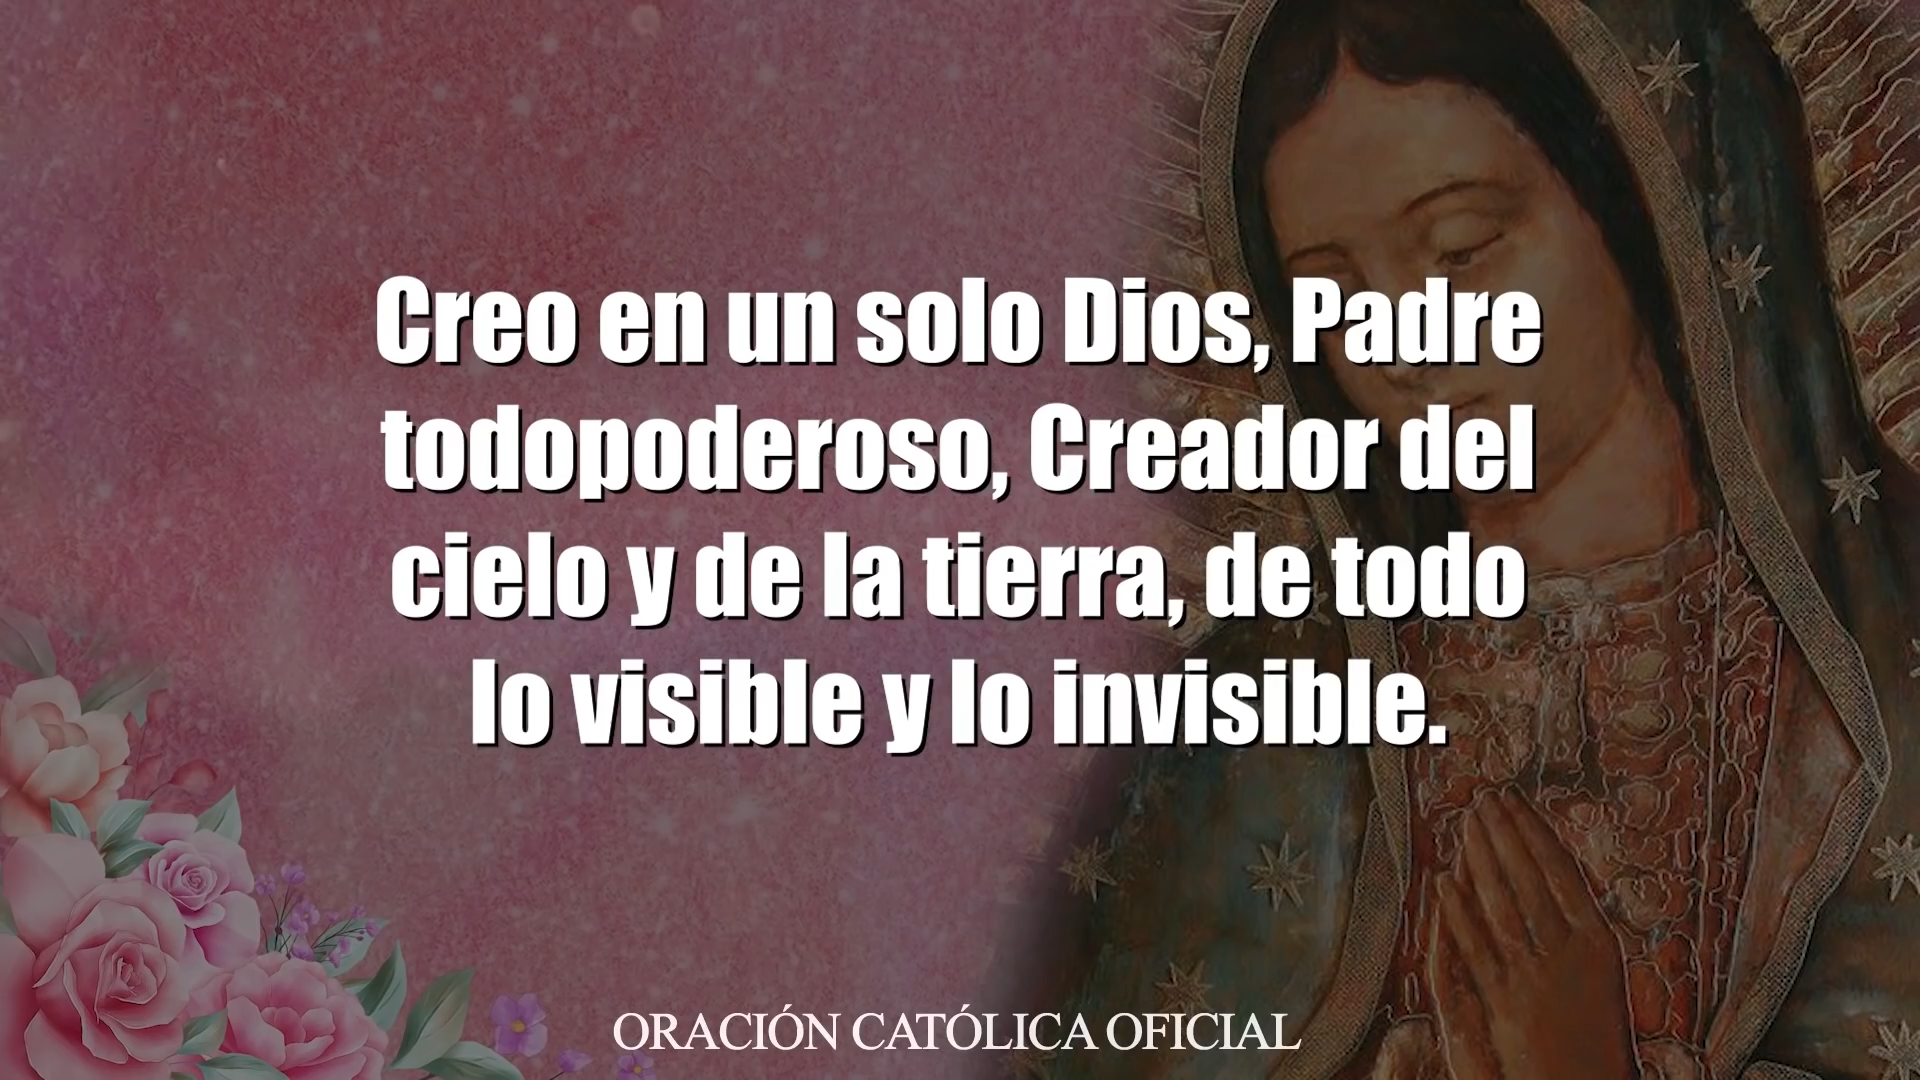 Creo en un solo Dios, Padre
todopoderoso, Creador del
cielo y de la tierra, de todo
lo visible y lo invisible.
ORACIÓN CATÓLICA OFICIAL